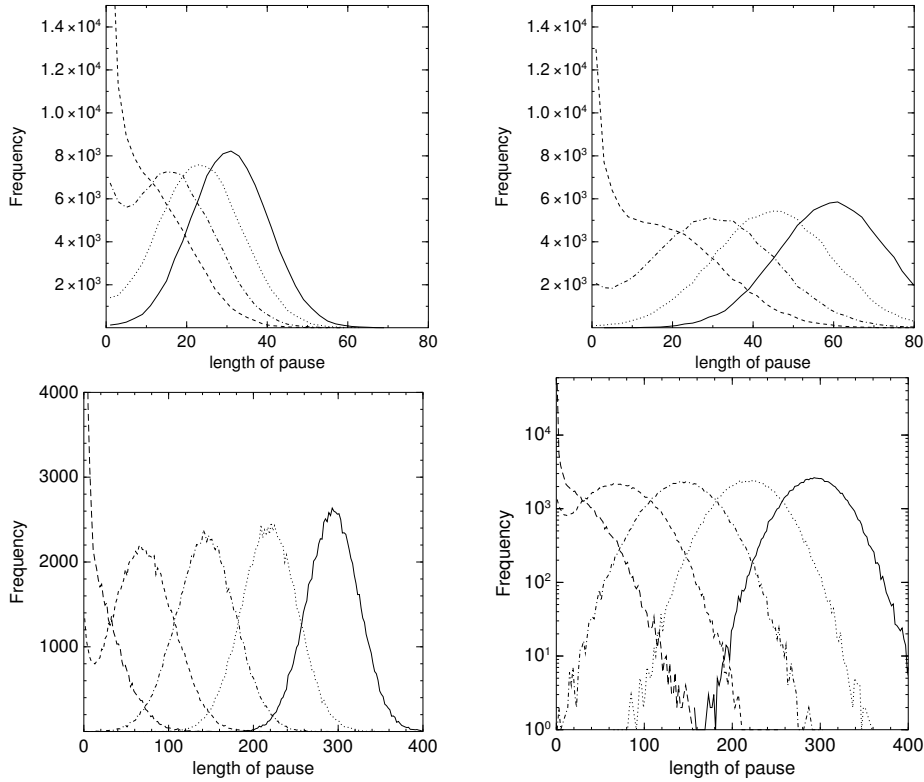 1.4 ×10⁴
1.2 ×10⁴
1.0 ×10⁴
8 ×10³
6 ×10³
4 ×10³
2 ×10³
Frequency
0 20 40 60 80
length of pause
1.4 ×10⁴
1.2 ×10⁴
1.0 ×10⁴
8 ×10³
6 ×10³
4 ×10³
2 ×10³
Frequency
0 20 40 60 80
length of pause
4000
3000
2000
1000
Frequency
0 100 200 300 400
length of pause
10⁴
10³
10²
10¹
10⁰
Frequency
0 100 200 300 400
length of pause